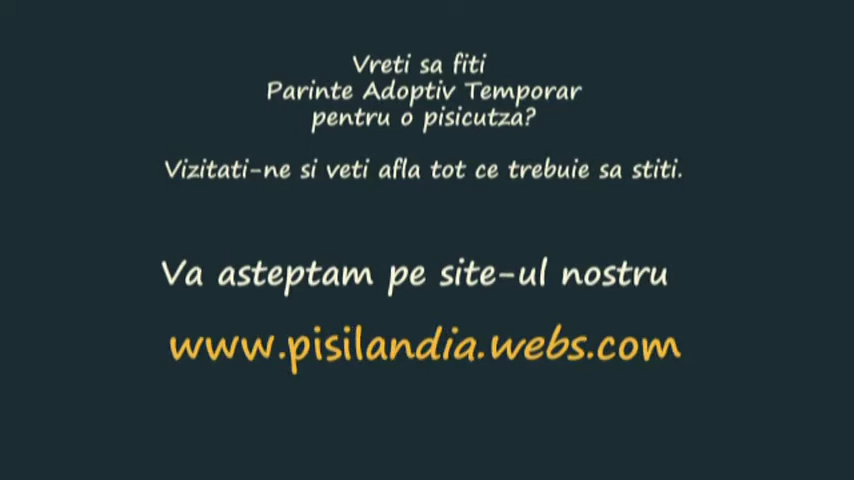 Vreti sa fiti
Parinte Adoptiv Temporar
pentru o pisicutza?
Vizitati-ne si veti afla tot ce trebuie sa stiti.
Va asteptam pe site-ul nostru
www.pisilandia.webs.com